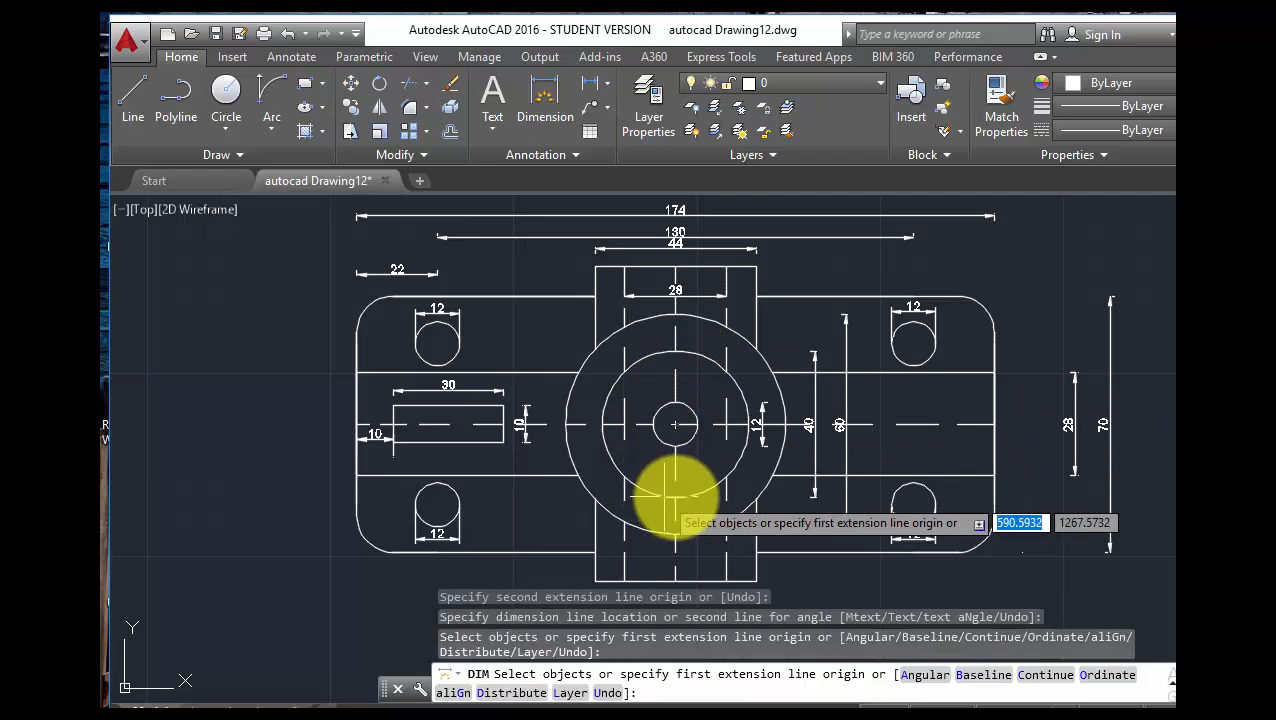 Autodesk AutoCAD 2016 - STUDENT VERSION autocad Drawing12.dwg
Type a keyword or phrase
Sign In
Home Insert Annotate Parametric View Manage Output Add-ins A360 Express Tools Featured Apps BIM 360 Performance
Line Polyline Circle Arc
Text Dimension
Layer
Properties
0
Insert
Match
Properties
ByLayer
ByLayer
ByLayer
Draw Modify Annotation Layers Block Properties
Start autocad Drawing12*
[−][Top][2D Wireframe]
174
130
44
22
28
12
12
30
10
10
12
40
60
28
70
12
12
Select objects or specify first extension line origin or 590.5932 1267.5732
Specify second extension line origin or [Undo]:
Specify dimension line location or second line for angle [Mtext/Text/text aNgle/Undo]:
Select objects or specify first extension line origin or [Angular/Baseline/Continue/Ordinate/aliGn/
Distribute/Layer/Undo]:
DIM Select objects or specify first extension line origin or [Angular Baseline Continue Ordinate
aliGn Distribute Layer Undo]:
Y
X